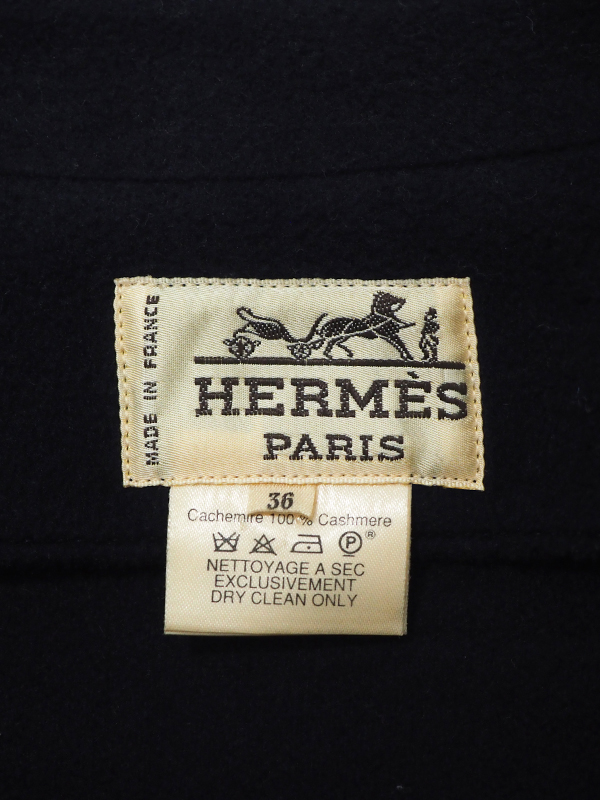 MADE IN FRANCE
HERMÈS
PARIS
36
Cachemire 100 % Cashmere
P ®
NETTOYAGE A SEC
EXCLUSIVEMENT
DRY CLEAN ONLY